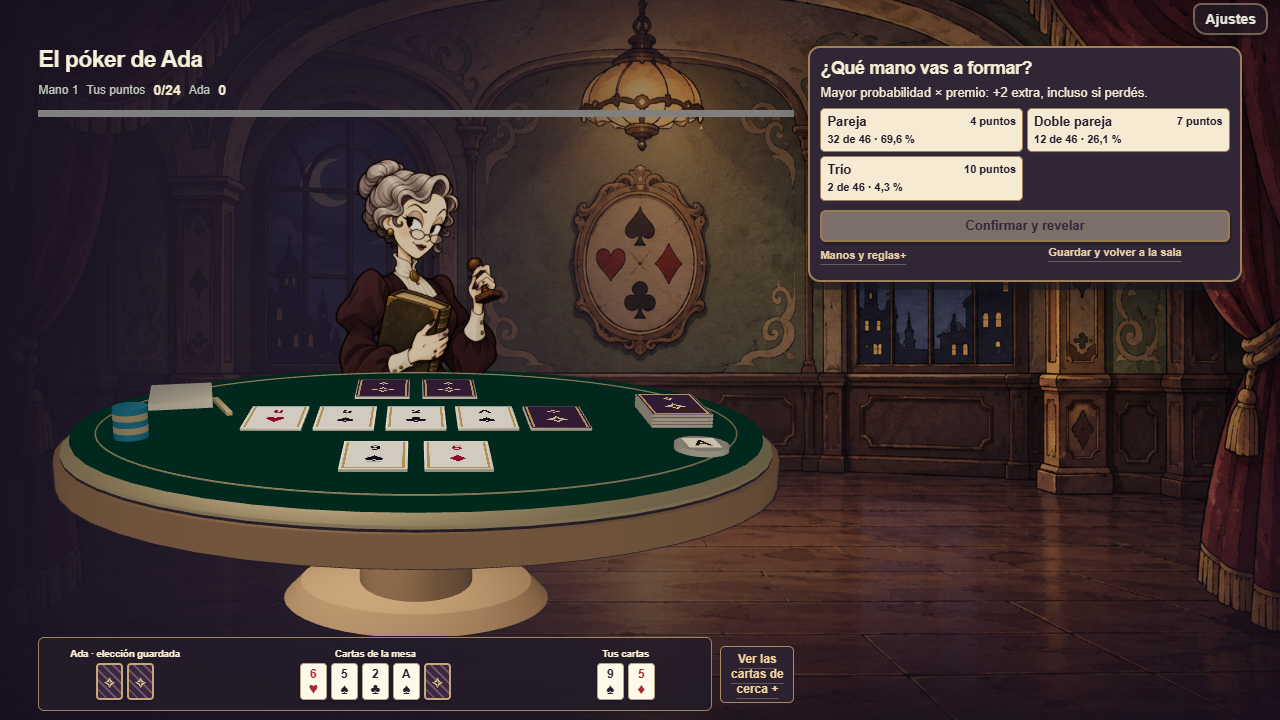 Ajustes
El póker de Ada
Mano 1 Tus puntos 0/24 Ada 0
¿Qué mano vas a formar?
Mayor probabilidad × premio: +2 extra, incluso si perdés.
Pareja 4 puntos
32 de 46 · 69,6 %
Doble pareja 7 puntos
12 de 46 · 26,1 %
Trío 10 puntos
2 de 46 · 4,3 %
Confirmar y revelar
Manos y reglas+
Guardar y volver a la sala
A
Ada · elección guardada
Cartas de la mesa
6 5 2 A
Tus cartas
9 5
Ver las
cartas de
cerca +